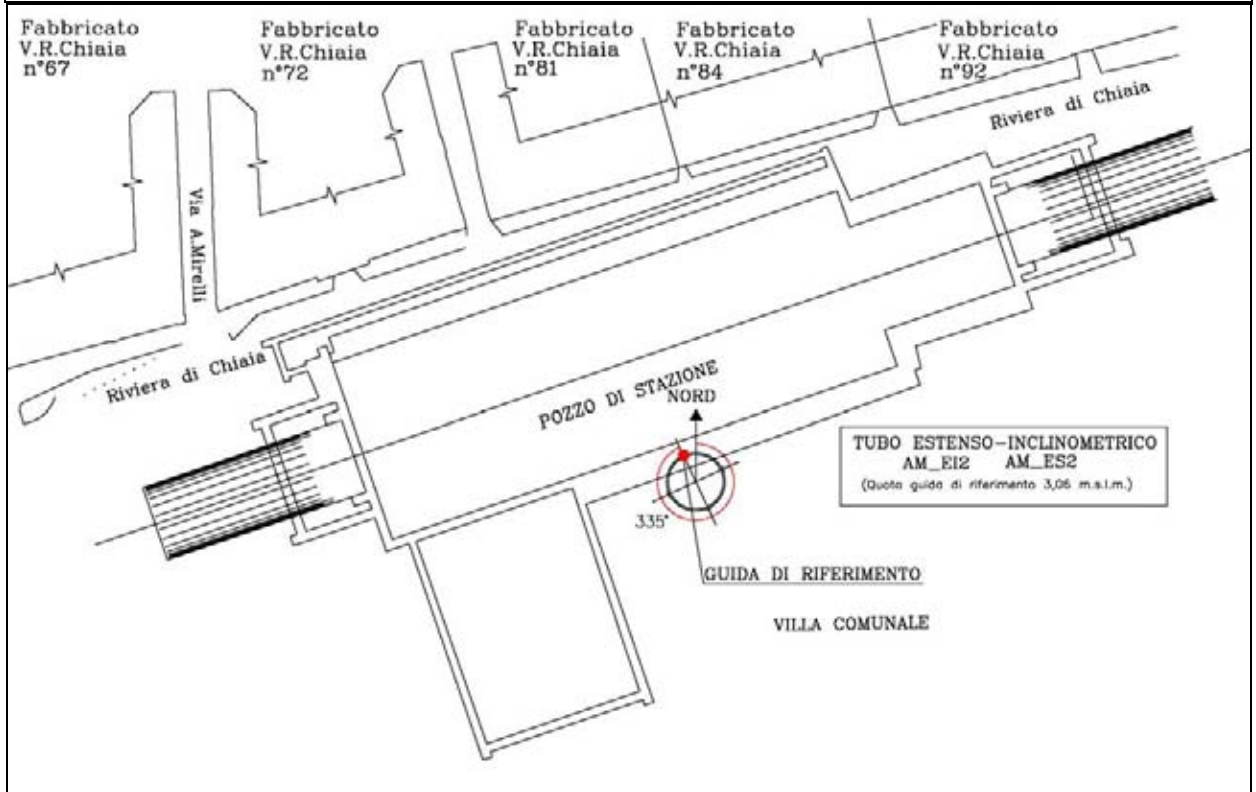 Fabbricato
V.R.Chiaia
n°67
Fabbricato
V.R.Chiaia
n°72
Fabbricato
V.R.Chiaia
n°81
Fabbricato
V.R.Chiaia
n°84
Fabbricato
V.R.Chiaia
n°92
Riviera di Chiaia
Via A.Mirelli
Riviera di Chiaia
POZZO DI STAZIONE
NORD
TUBO ESTENSO-INCLINOMETRICO
AM_EI2 AM_ES2
(Quota guida di riferimento 3,06 m.s.l.m.)
335°
GUIDA DI RIFERIMENTO
VILLA COMUNALE